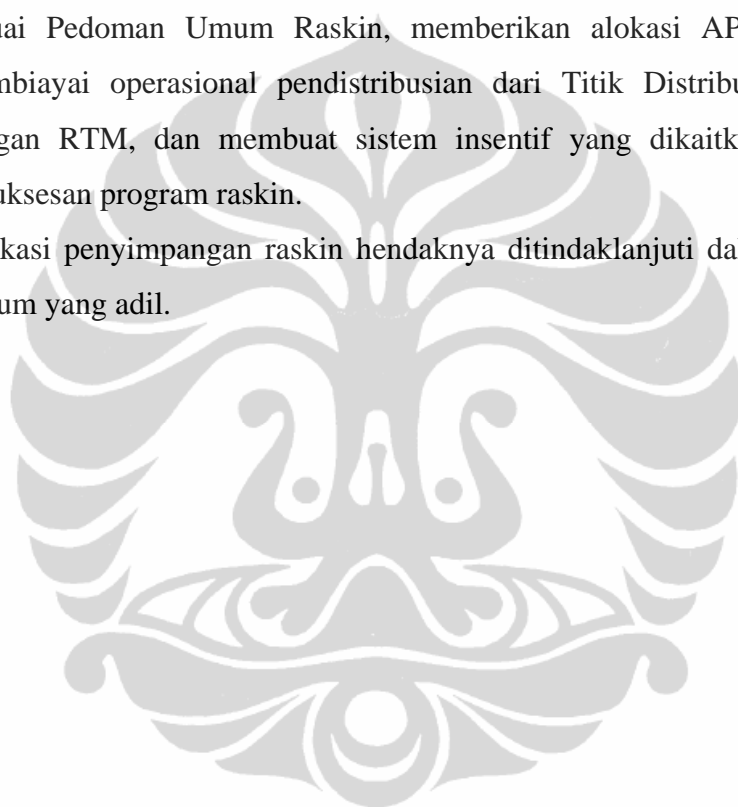 uai Pedoman Umum Raskin, memberikan alokasi AP
mbiayai operasional pendistribusian dari Titik Distribu
gan RTM, dan membuat sistem insentif yang dikaitk
uksesan program raskin.
kasi penyimpangan raskin hendaknya ditindaklanjuti da
um yang adil.